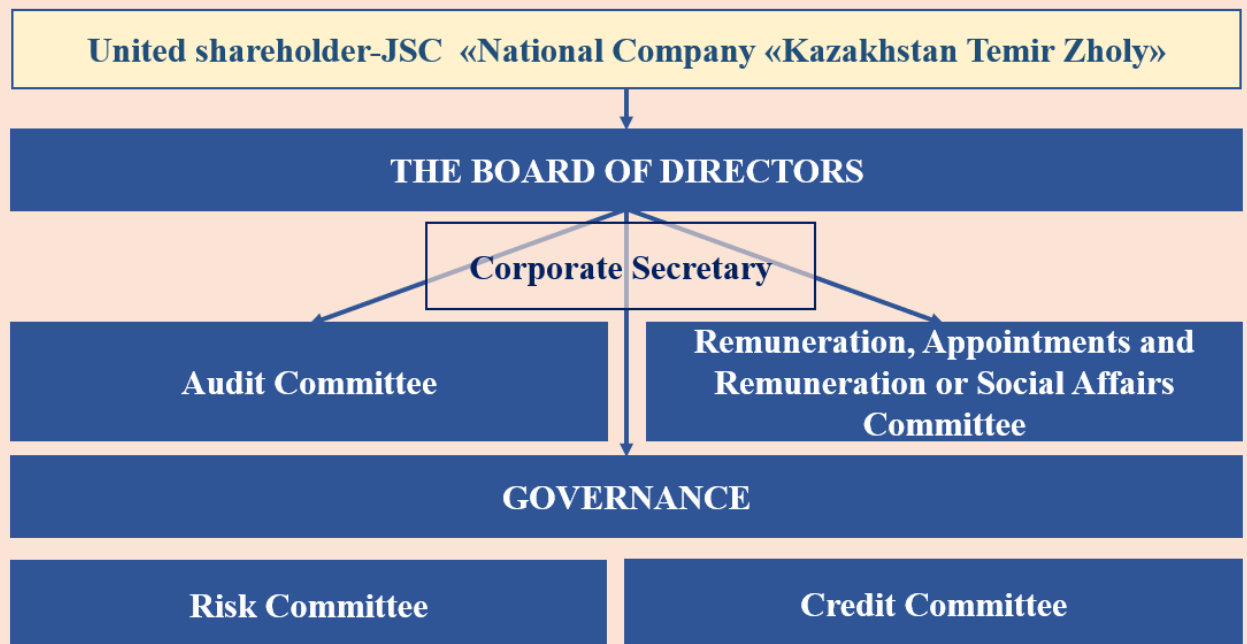 United shareholder-JSC «National Company «Kazakhstan Temir Zholy»
THE BOARD OF DIRECTORS
Corporate Secretary
Audit Committee
Remuneration, Appointments and
Remuneration or Social Affairs
Committee
GOVERNANCE
Risk Committee
Credit Committee